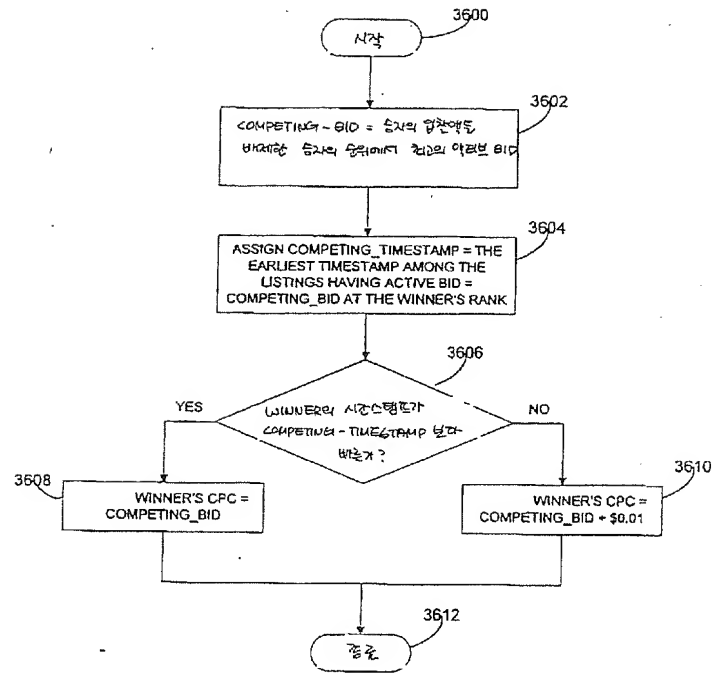 3600
시작
3602
COMPETING-BID = 승자의 입찰액을
배제한 승자의 순위에서 최고의 액티브 BID
3604
ASSIGN COMPETING_TIMESTAMP = THE
EARLIEST TIMESTAMP AMONG THE
LISTINGS HAVING ACTIVE BID =
COMPETING_BID AT THE WINNER'S RANK
3606
WINNER의 시간스탬프가
COMPETING-TIMESTAMP 보다
빠른가?
YES
NO
3608
WINNER'S CPC =
COMPETING_BID
3610
WINNER'S CPC =
COMPETING_BID + $0.01
3612
종료